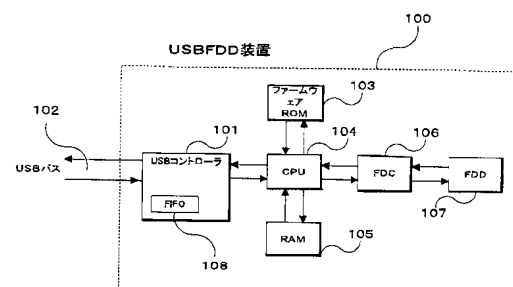 100
USBFDD装置
103
ファームウ
ェア
ROM
102
101
104
106
USBバス
USBコントローラ
CPU
FDC
FDD
FIFO
107
108
RAM
105